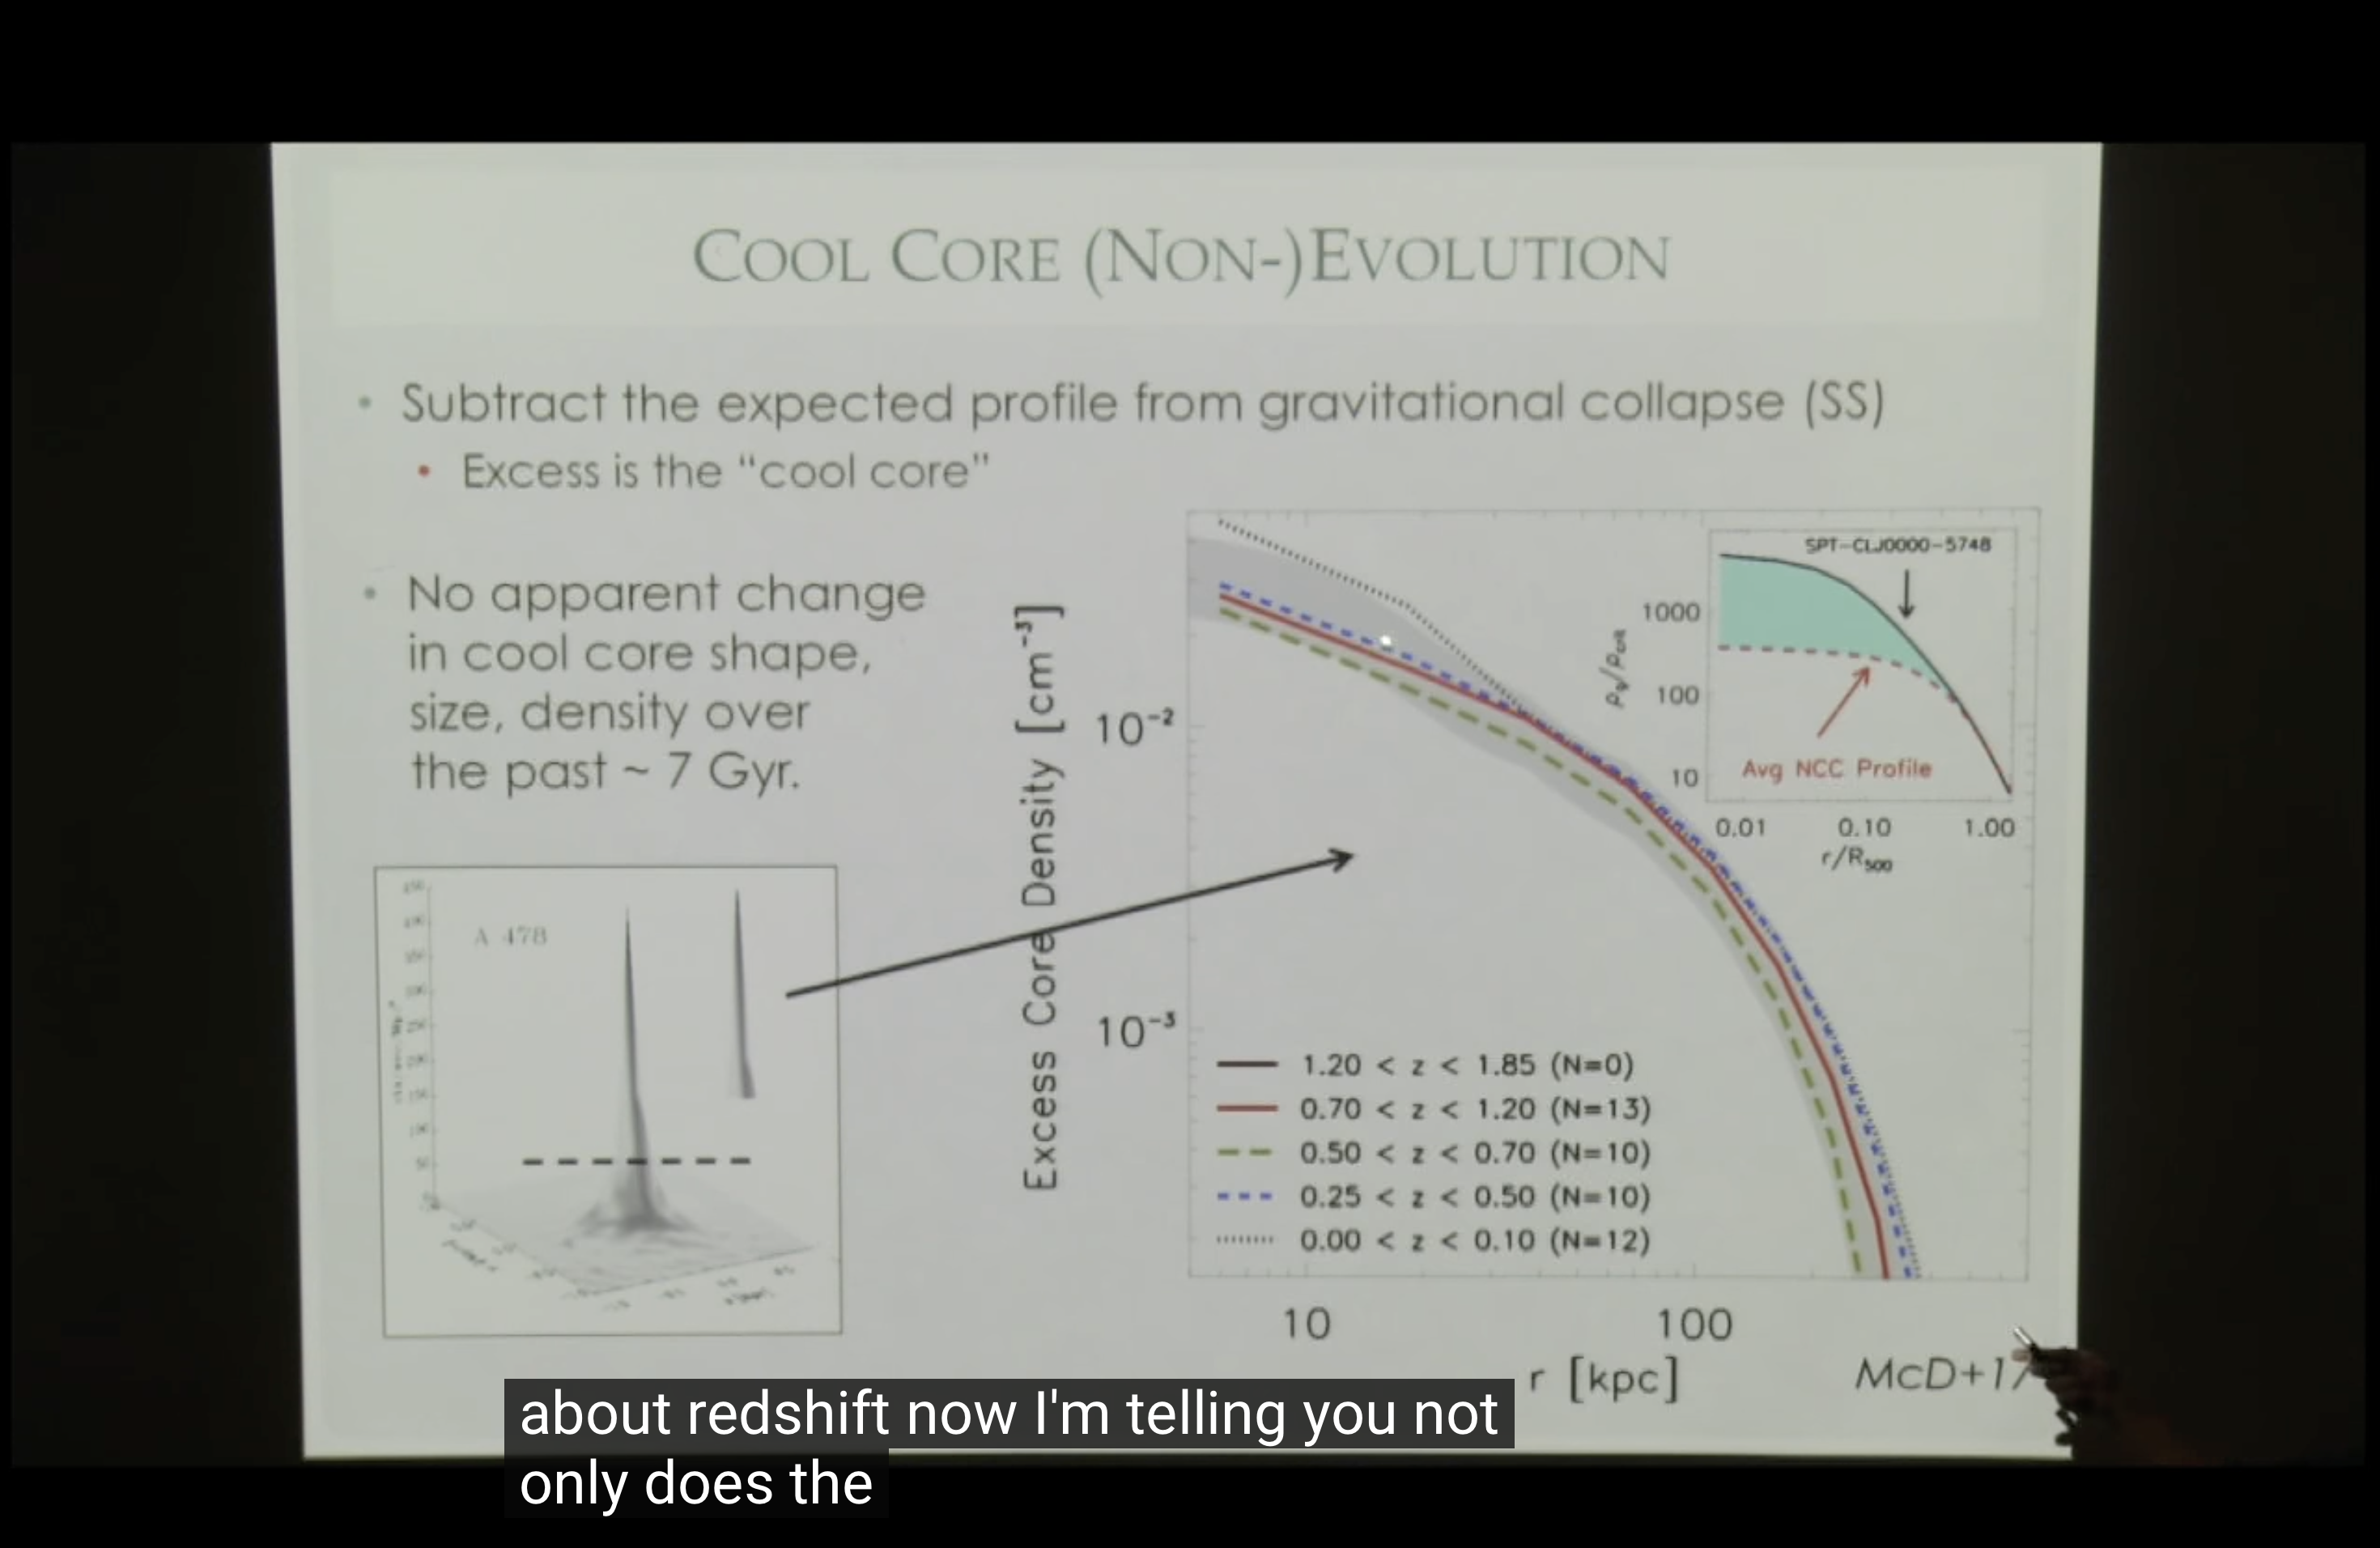 COOL CORE (NON-)EVOLUTION
• Subtract the expected profile from gravitational collapse (SS)
• Excess is the “cool core”
• No apparent change
in cool core shape,
size, density over
the past ~ 7 Gyr.
A 478
Excess Core Density [cm⁻³]
10⁻²
10⁻³
1.20 < z < 1.85 (N=0)
0.70 < z < 1.20 (N=13)
0.50 < z < 0.70 (N=10)
0.25 < z < 0.50 (N=10)
0.00 < z < 0.10 (N=12)
10
100
r [kpc]
SPT-CLJ0000-5748
ρg/ρcrit
1000
100
10
Avg NCC Profile
0.01 0.10 1.00
r/R₅₀₀
McD+17
about redshift now I'm telling you not
only does the